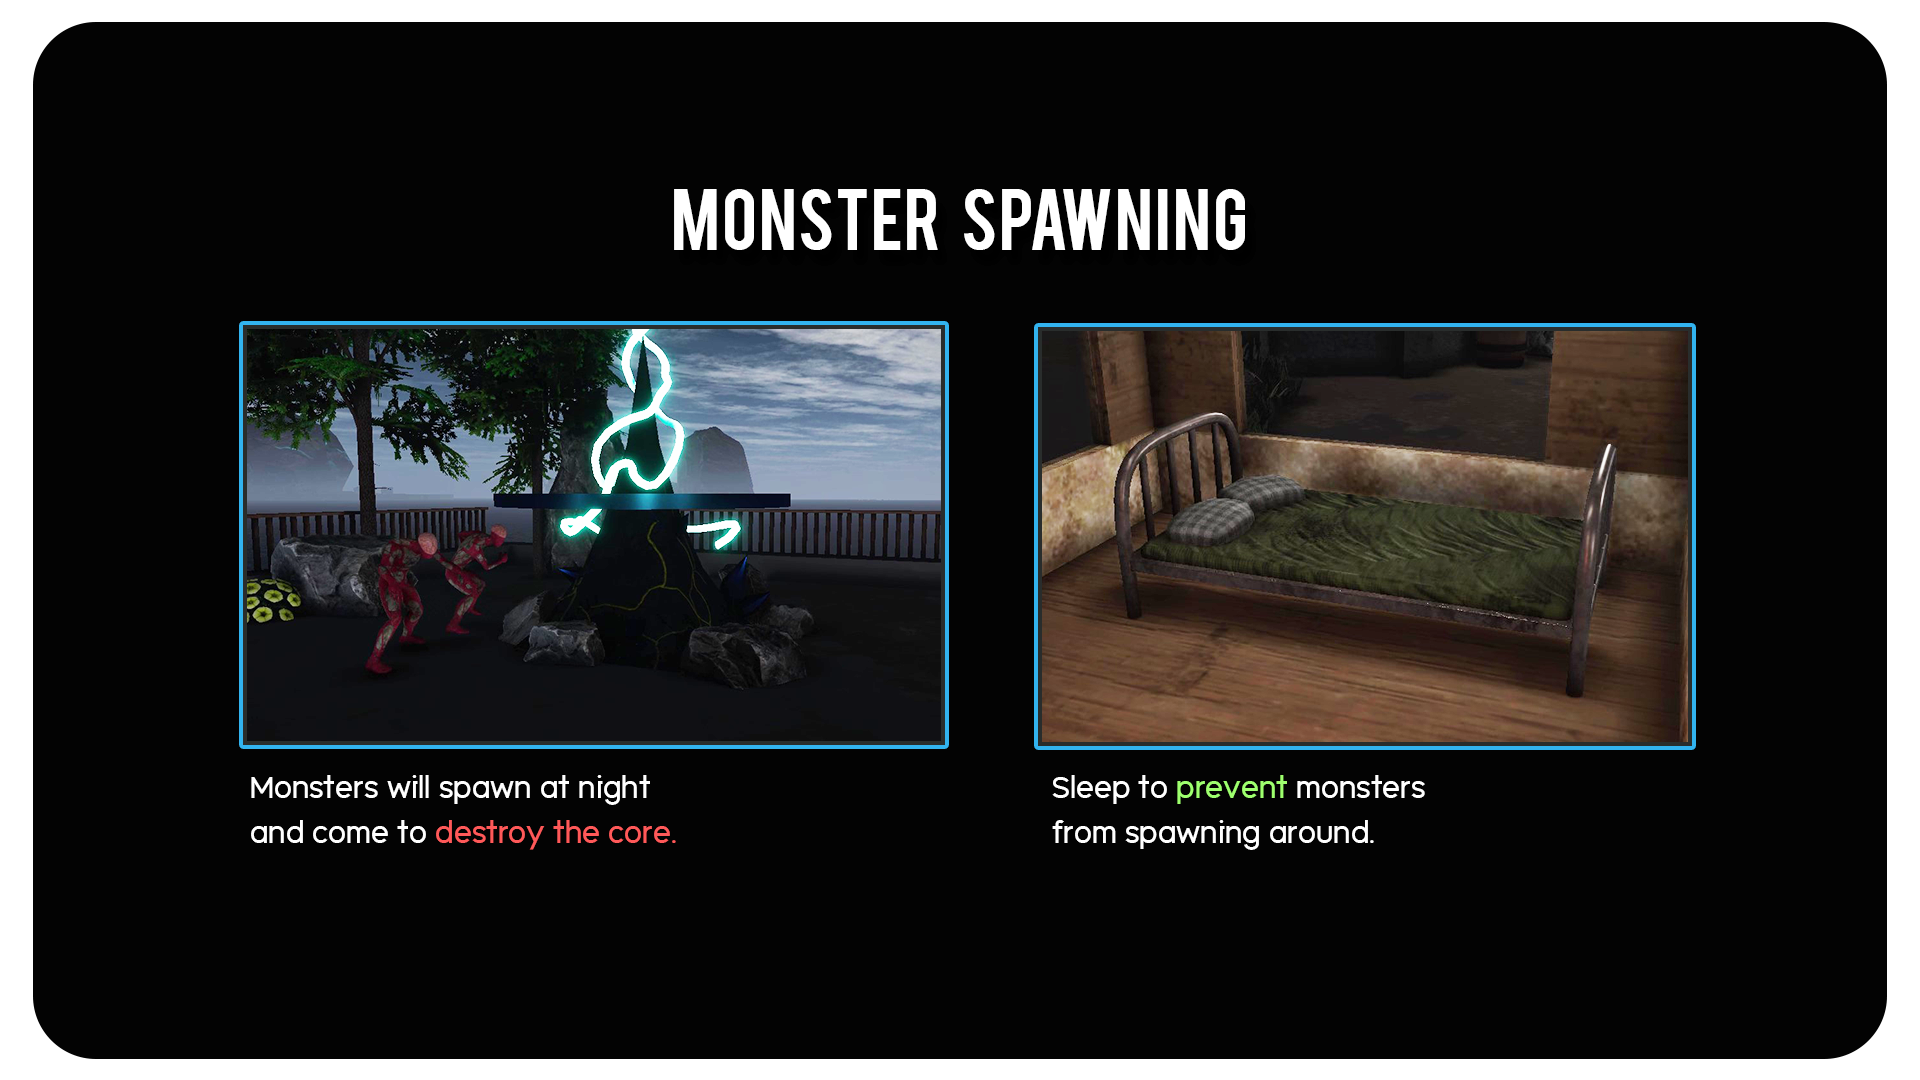 MONSTER SPAWNING
Monsters will spawn at night
and come to destroy the core.
Sleep to prevent monsters
from spawning around.